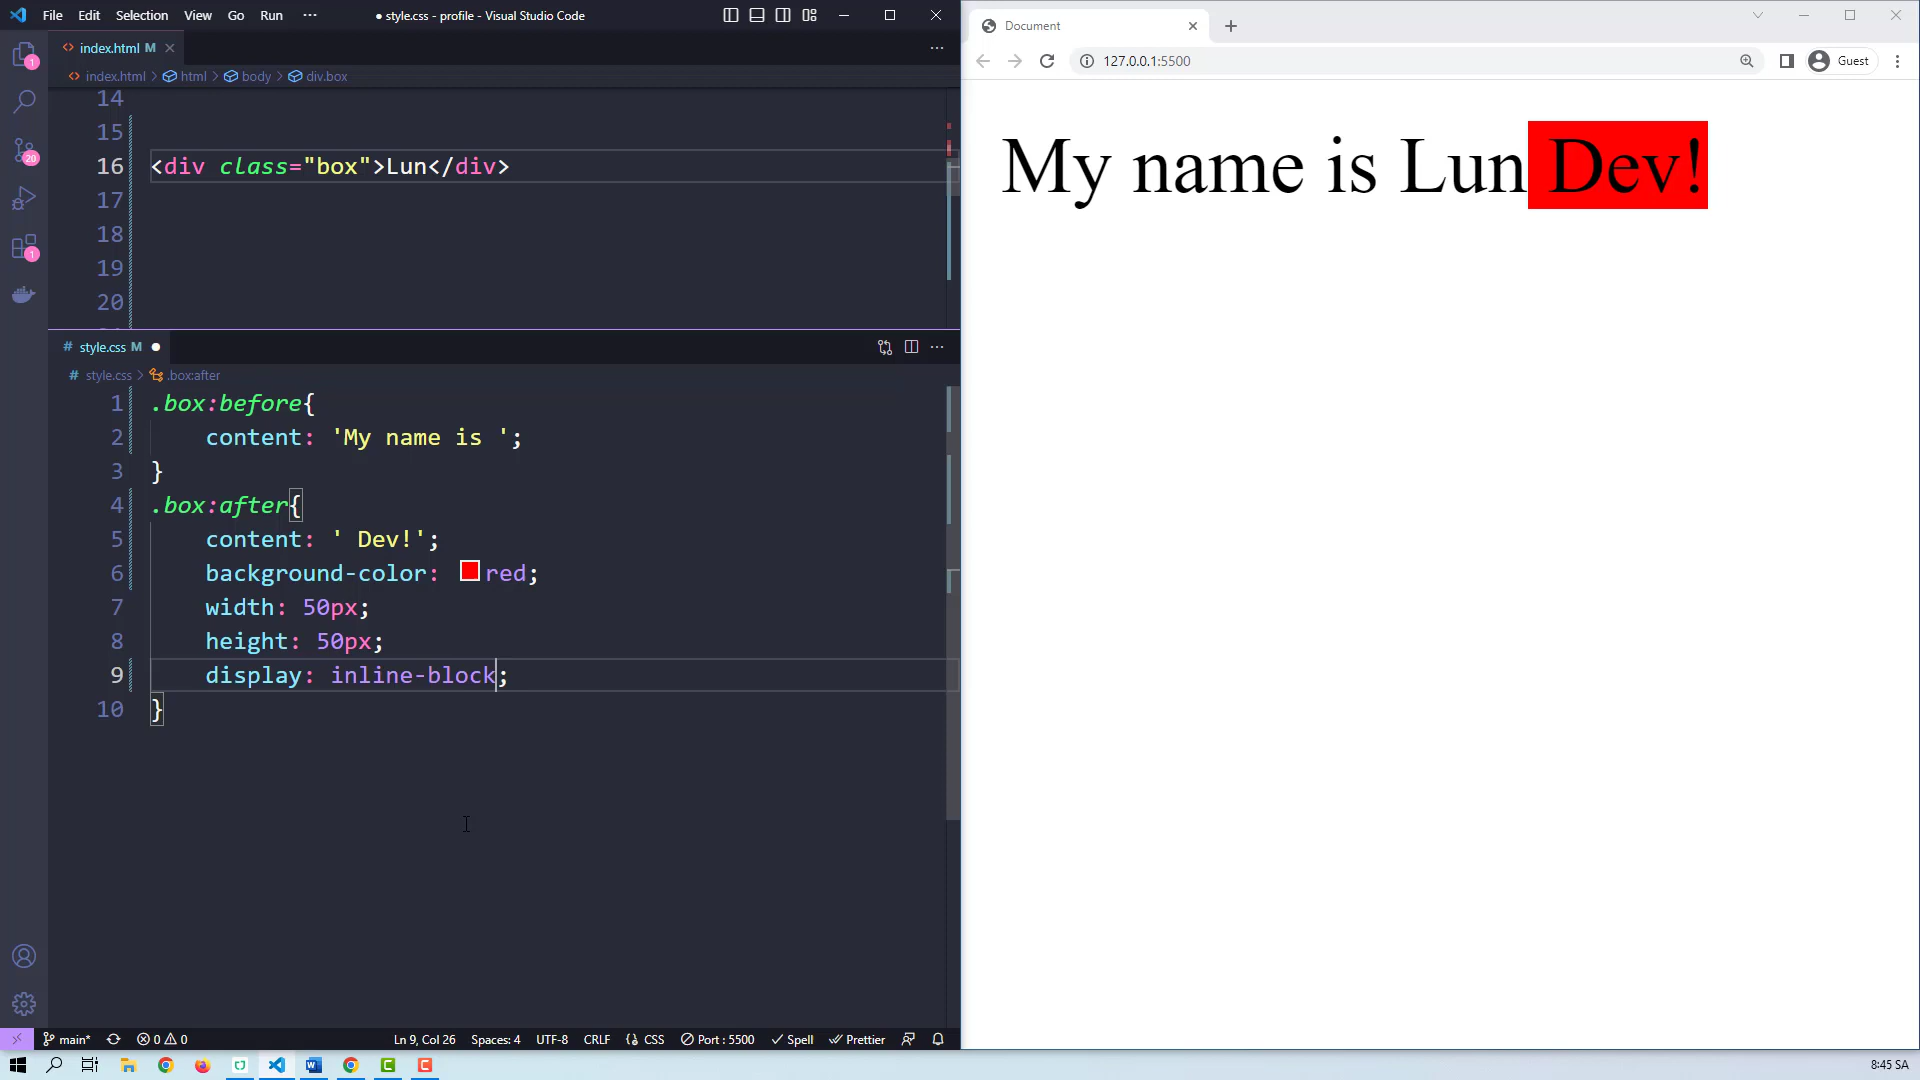 File Edit Selection View Go Run ··· ● style.css - profile - Visual Studio Code
index.html M
index.html > html > body > div.box
14
15
16 <div class="box">Lun</div>
17
18
19
20
style.css M ●
# style.css > .box:after
1 .box:before{
2 content: 'My name is ';
3 }
4 .box:after{
5 content: ' Dev!';
6 background-color: red;
7 width: 50px;
8 height: 50px;
9 display: inline-block;
10 }
1
20
1
main* 0 0 Ln 9, Col 26 Spaces: 4 UTF-8 CRLF CSS Port : 5500 Spell Prettier
Document
127.0.0.1:5500 Guest
My name is Lun Dev!
8:45 SA